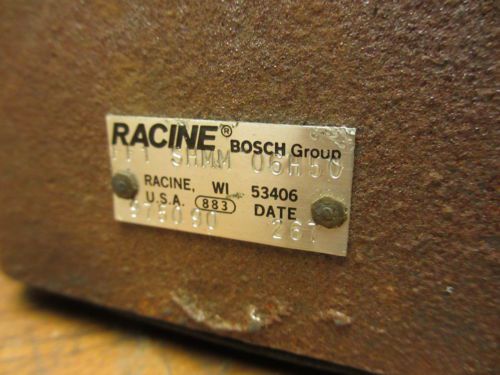 RACINE® BOSCH Group
SHMM 06H50
RACINE, WI 53406
U.S.A. 883 DATE
267